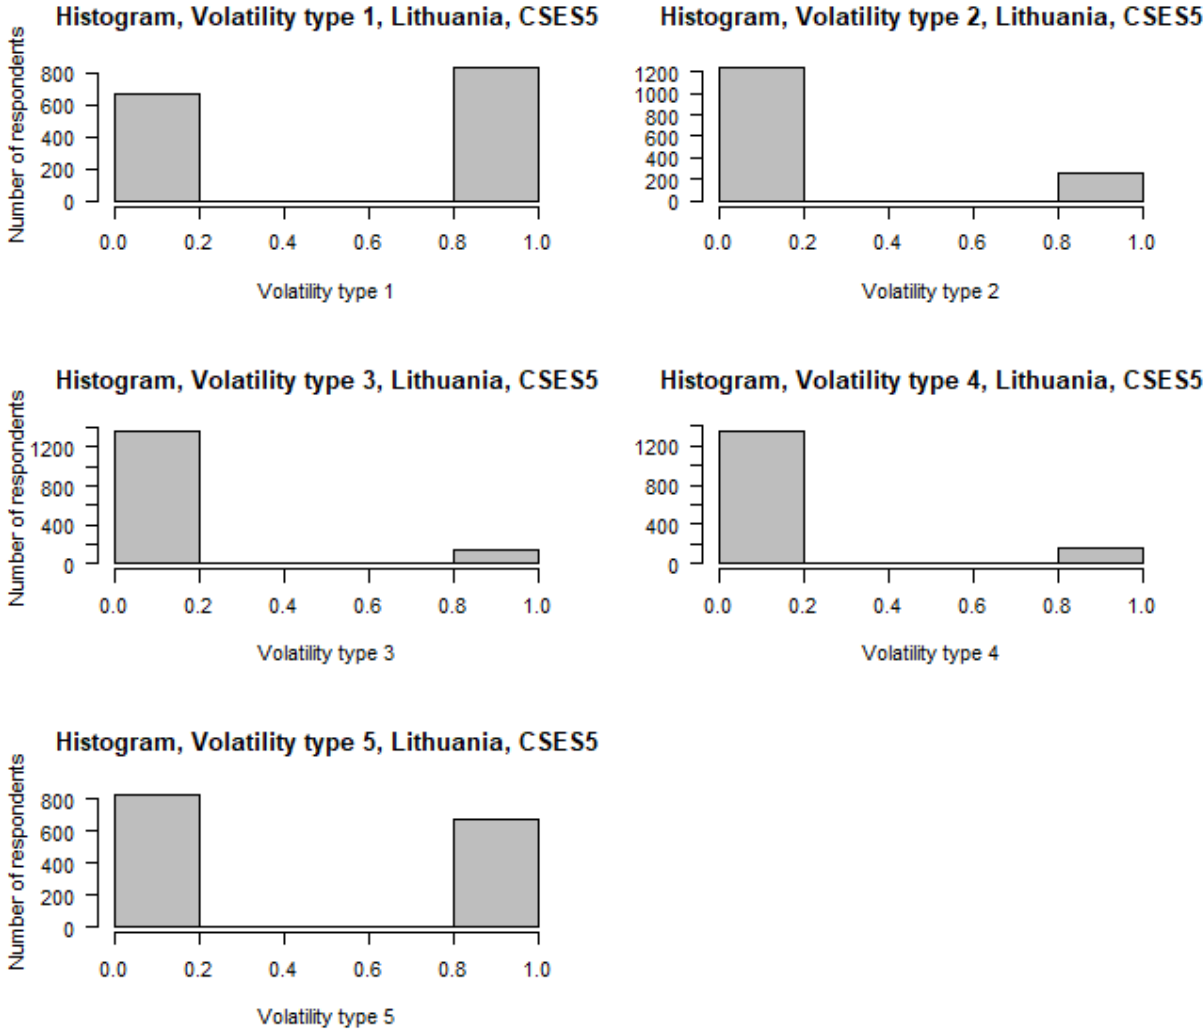 Histogram, Volatility type 1, Lithuania, CSES5
Number of respondents
800
600
400
200
0
0.0 0.2 0.4 0.6 0.8 1.0
Volatility type 1
Histogram, Volatility type 2, Lithuania, CSES5
1200
1000
800
600
400
200
0
0.0 0.2 0.4 0.6 0.8 1.0
Volatility type 2
Histogram, Volatility type 3, Lithuania, CSES5
Number of respondents
1200
800
400
0
0.0 0.2 0.4 0.6 0.8 1.0
Volatility type 3
Histogram, Volatility type 4, Lithuania, CSES5
1200
800
400
0
0.0 0.2 0.4 0.6 0.8 1.0
Volatility type 4
Histogram, Volatility type 5, Lithuania, CSES5
Number of respondents
800
600
400
200
0
0.0 0.2 0.4 0.6 0.8 1.0
Volatility type 5